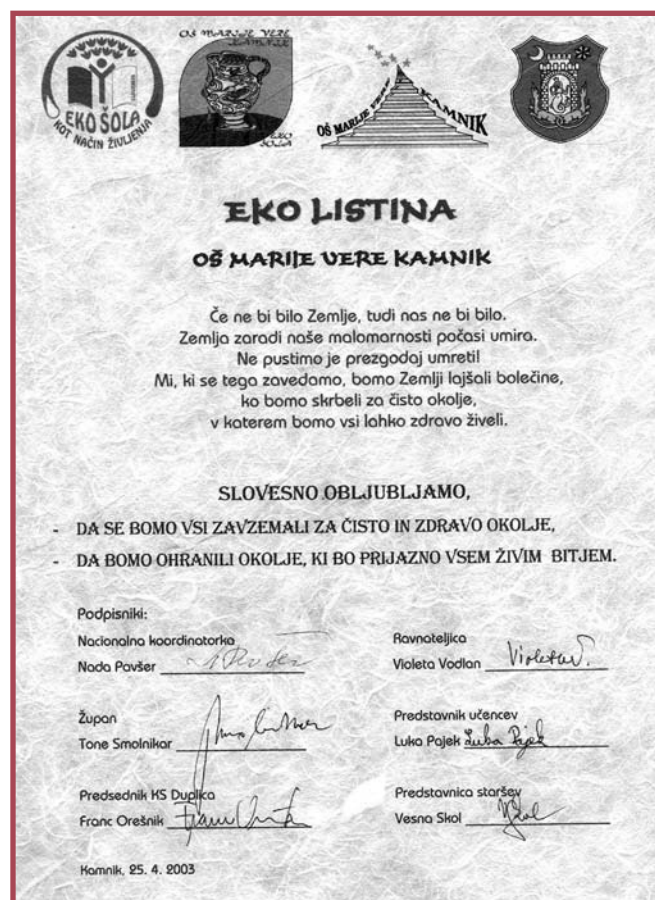 EKO ŠOLA
KOT NAČIN ŽIVLJENJA
OŠ MARIJE VERE
KAMNIK
EKO
ŠOLA
OŠ MARIJE VERE KAMNIK
EKO LISTINA
OŠ MARIJE VERE KAMNIK
Če ne bi bilo Zemlje, tudi nas ne bi bilo.
Zemlja zaradi naše malomarnosti počasi umira.
Ne pustimo je prezgodaj umreti!
Mi, ki se tega zavedamo, bomo Zemlji lajšali bolečine,
ko bomo skrbeli za čisto okolje,
v katerem bomo vsi lahko zdravo živeli.
SLOVESNO OBLJUBLJAMO,
- DA SE BOMO VSI ZAVZEMALI ZA ČISTO IN ZDRAVO OKOLJE,
- DA BOMO OHRANILI OKOLJE, KI BO PRIJAZNO VSEM ŽIVIM BITJEM.
Podpisniki:
Nacionalna koordinatorka
Nada Pavšer
Ravnateljica
Violeta Vodlan
Župan
Tone Smolnikar
Predstavnik učencev
Luka Pajek Luka Pajek
Predsednik KS Duplica
Franc Orešnik
Predstavnica staršev
Vesna Skol
Kamnik, 25. 4. 2003